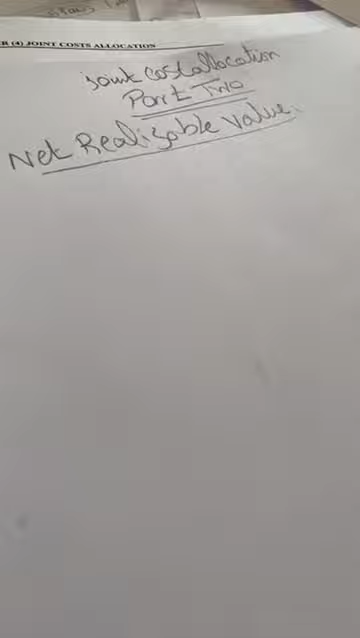 R (4) JOINT COSTS ALLOCATION
Joint Cost allocation
Part Two
Net Realizable Value.